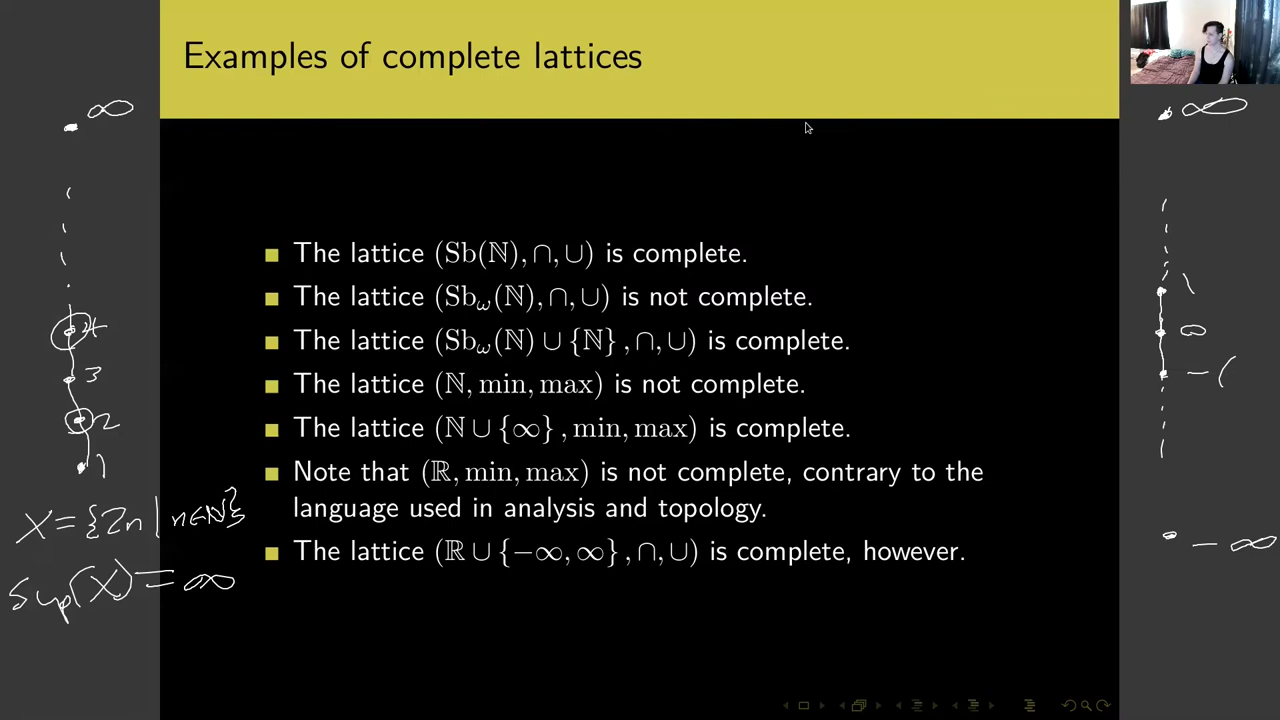 Examples of complete lattices
The lattice (Sb(ℕ), ∩, ∪) is complete.
The lattice (Sb_ω(ℕ), ∩, ∪) is not complete.
The lattice (Sb_ω(ℕ) ∪ {ℕ}, ∩, ∪) is complete.
The lattice (ℕ, min, max) is not complete.
The lattice (ℕ ∪ {∞}, min, max) is complete.
Note that (ℝ, min, max) is not complete, contrary to the
language used in analysis and topology.
The lattice (ℝ ∪ {−∞, ∞}, ∩, ∪) is complete, however.
∞
4
3
2
1
X = {2n | n∈ℕ}
sup(X) = ∞
∞
1
0
-1
-∞